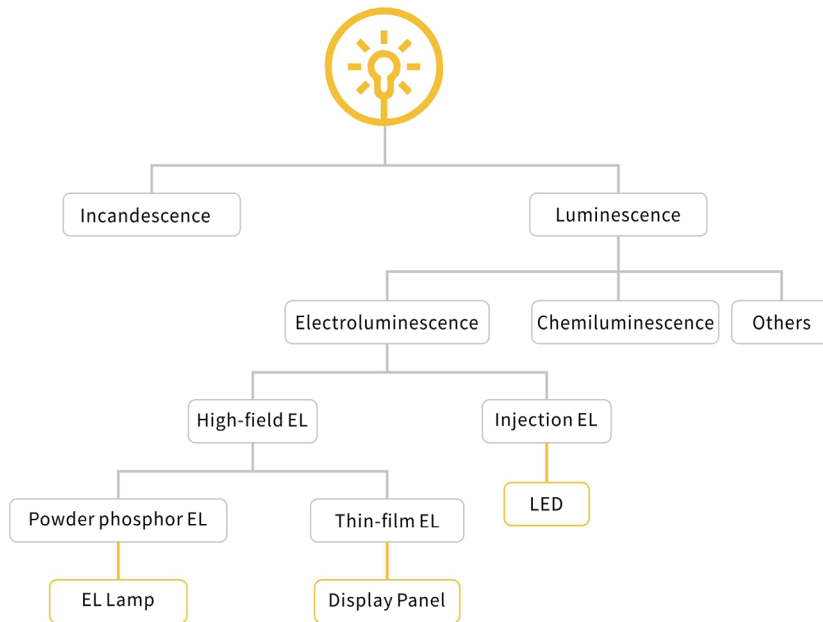 Incandescence
Luminescence
Electroluminescence
Chemiluminescence
Others
High-field EL
Injection EL
LED
Powder phosphor EL
Thin-film EL
EL Lamp
Display Panel